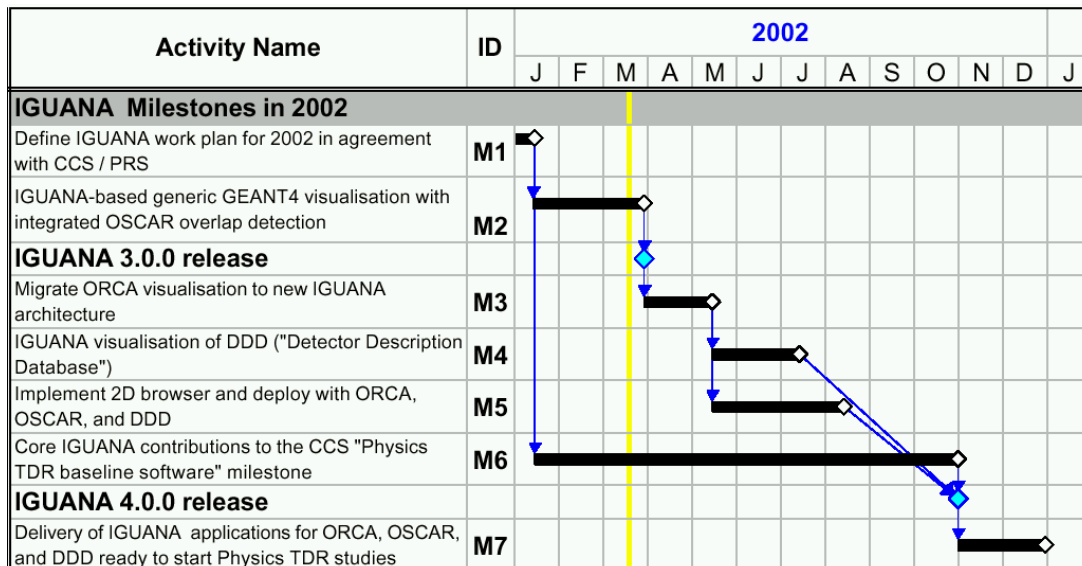 Activity Name
ID
2002
J F M A M J J A S O N D J
IGUANA Milestones in 2002
Define IGUANA work plan for 2002 in agreement
with CCS / PRS
M1
IGUANA-based generic GEANT4 visualisation with
integrated OSCAR overlap detection
M2
IGUANA 3.0.0 release
Migrate ORCA visualisation to new IGUANA
architecture
M3
IGUANA visualisation of DDD ("Detector Description
Database")
M4
Implement 2D browser and deploy with ORCA,
OSCAR, and DDD
M5
Core IGUANA contributions to the CCS "Physics
TDR baseline software" milestone
M6
IGUANA 4.0.0 release
Delivery of IGUANA applications for ORCA, OSCAR,
and DDD ready to start Physics TDR studies
M7